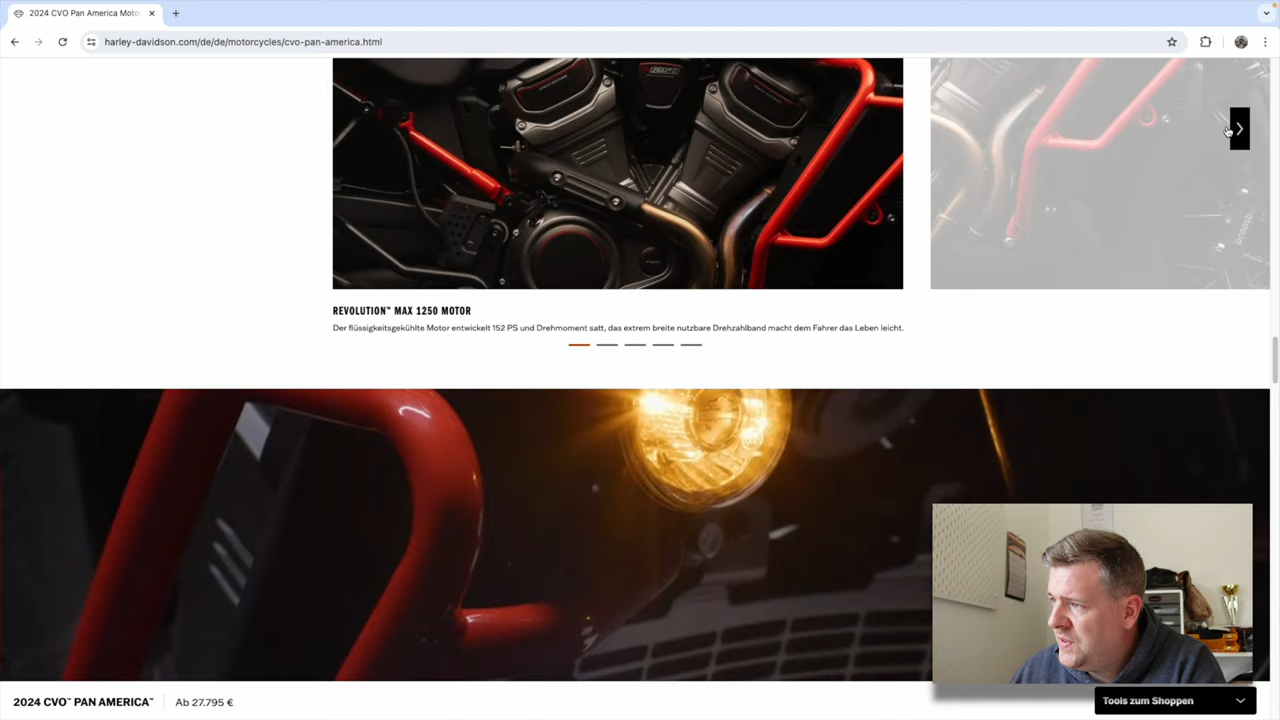 2024 CVO Pan America Moto
harley-davidson.com/de/de/motorcycles/cvo-pan-america.html
REVOLUTION™ MAX 1250 MOTOR
Der flüssigkeitsgekühlte Motor entwickelt 152 PS und Drehmoment satt, das extrem breite nutzbare Drehzahlband macht dem Fahrer das Leben leicht.
2024 CVO™ PAN AMERICA™
Ab 27.795 €
Tools zum Shoppen